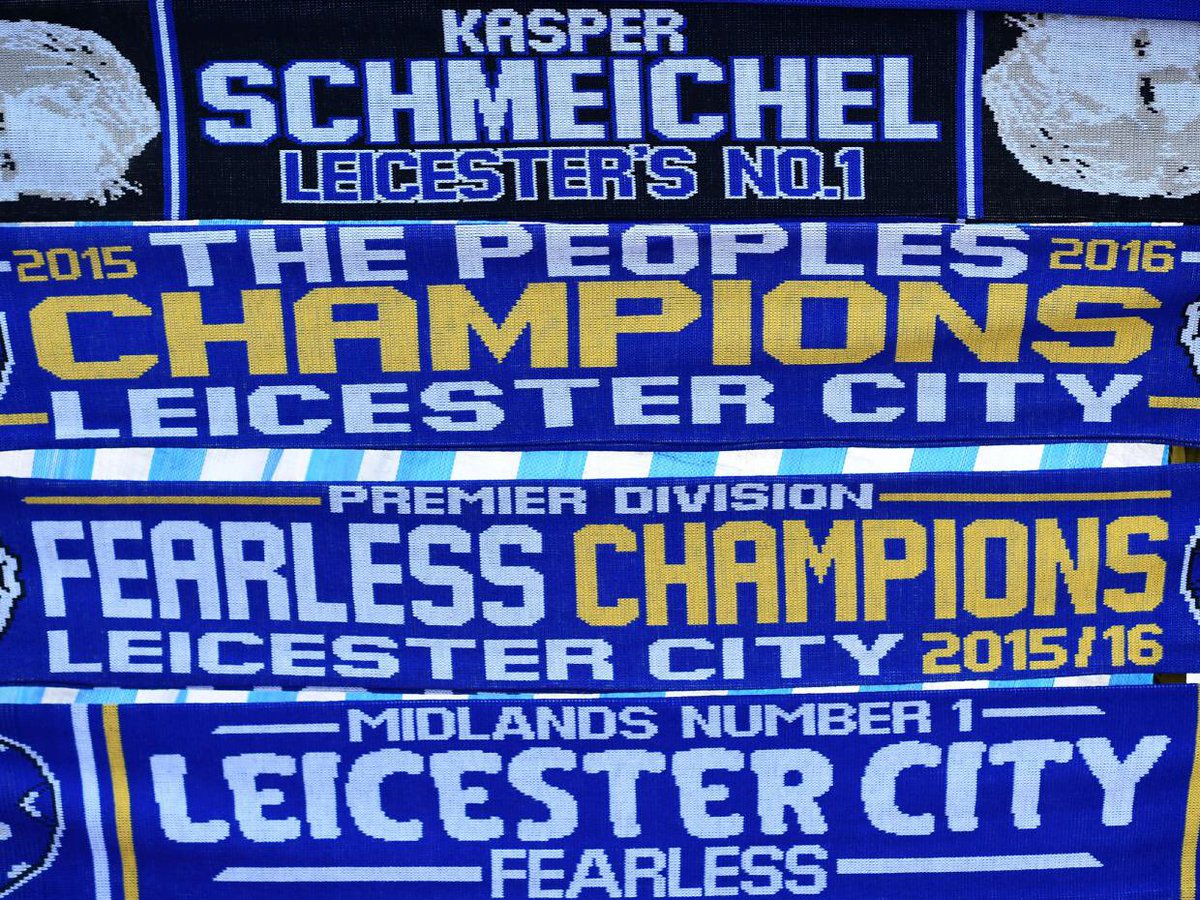 KASPER
SCHMEICHEL
LEICESTER'S NO.1
2015 THE PEOPLES 2016
CHAMPIONS
LEICESTER CITY
PREMIER DIVISION
FEARLESS CHAMPIONS
LEICESTER CITY 2015/16
MIDLANDS NUMBER 1
LEICESTER CITY
FEARLESS